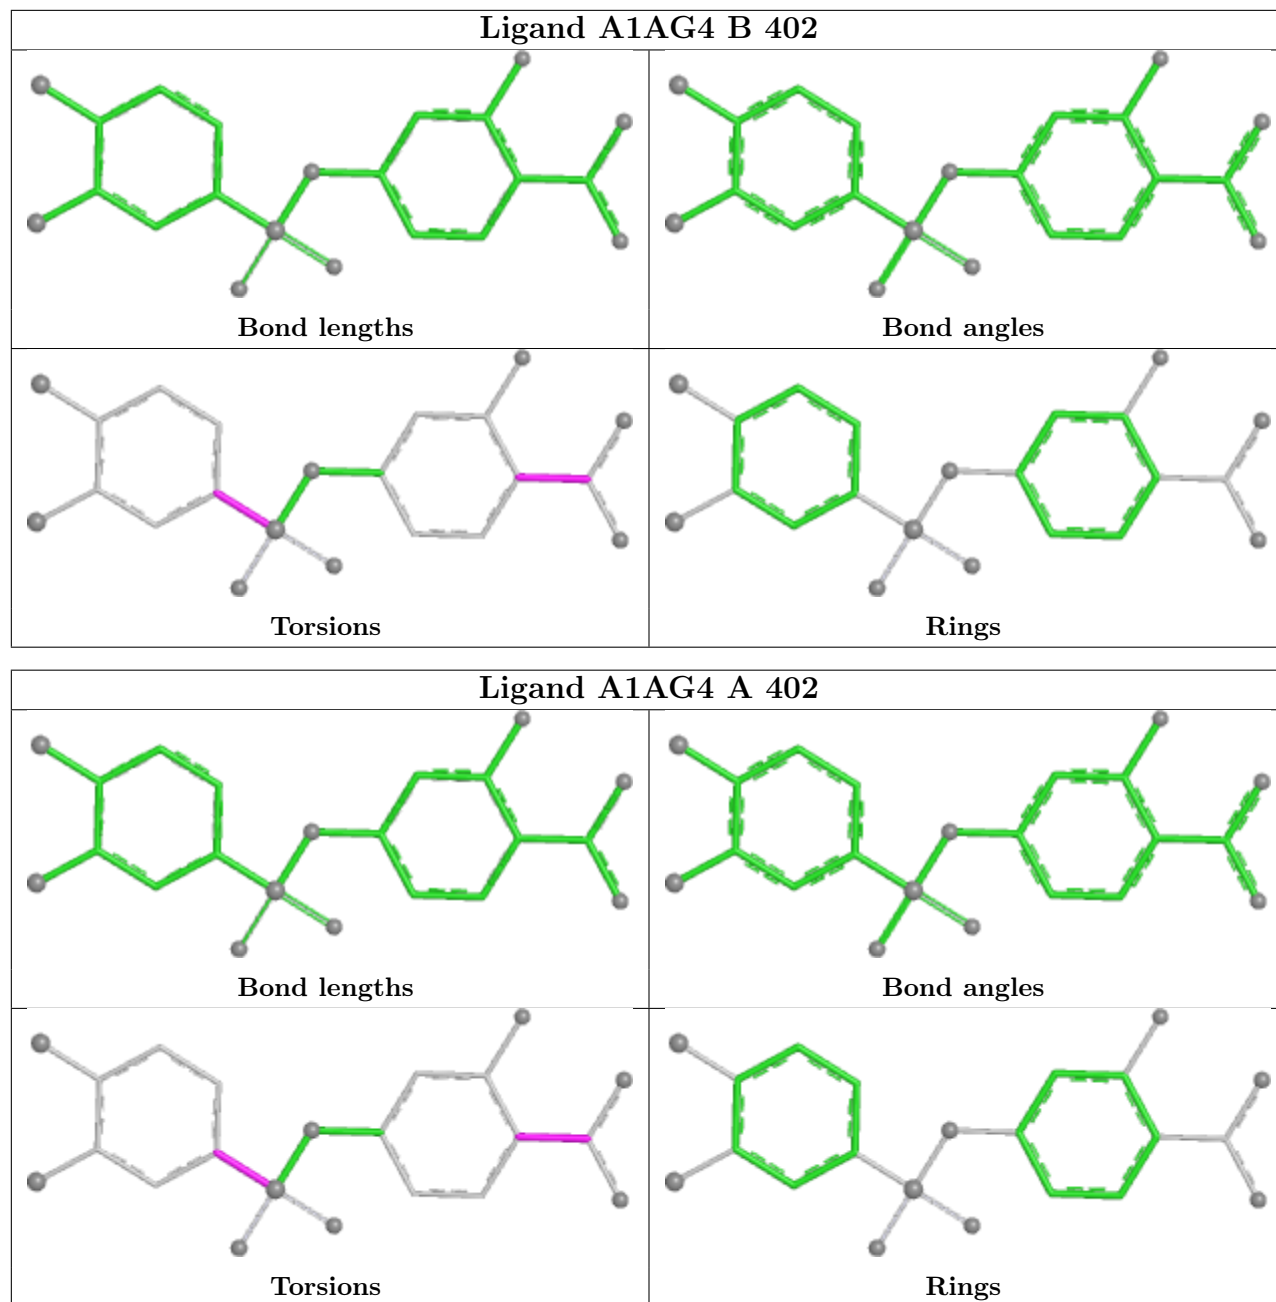 Ligand A1AG4 B 402
Bond lengths
Bond angles
Torsions
Rings
Ligand A1AG4 A 402
Bond lengths
Bond angles
Torsions
Rings